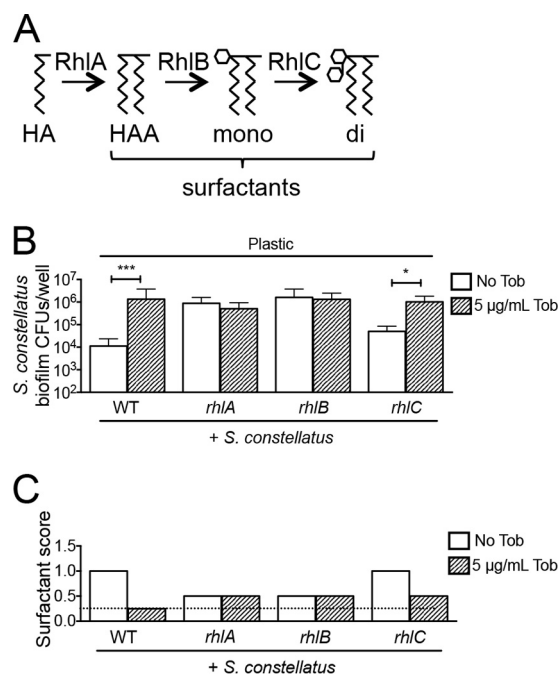 A
RhlA RhlB RhlC
HA HAA mono di
surfactants
B
Plastic
S. constellatus
biofilm CFUs/well
10⁷
10⁶
10⁵
10⁴
10³
10²
*** *
No Tob
5 µg/mL Tob
WT rhlA rhlB rhlC
+ S. constellatus
C
Surfactant score
1.5
1.0
0.5
0.0
No Tob
5 µg/mL Tob
WT rhlA rhlB rhlC
+ S. constellatus